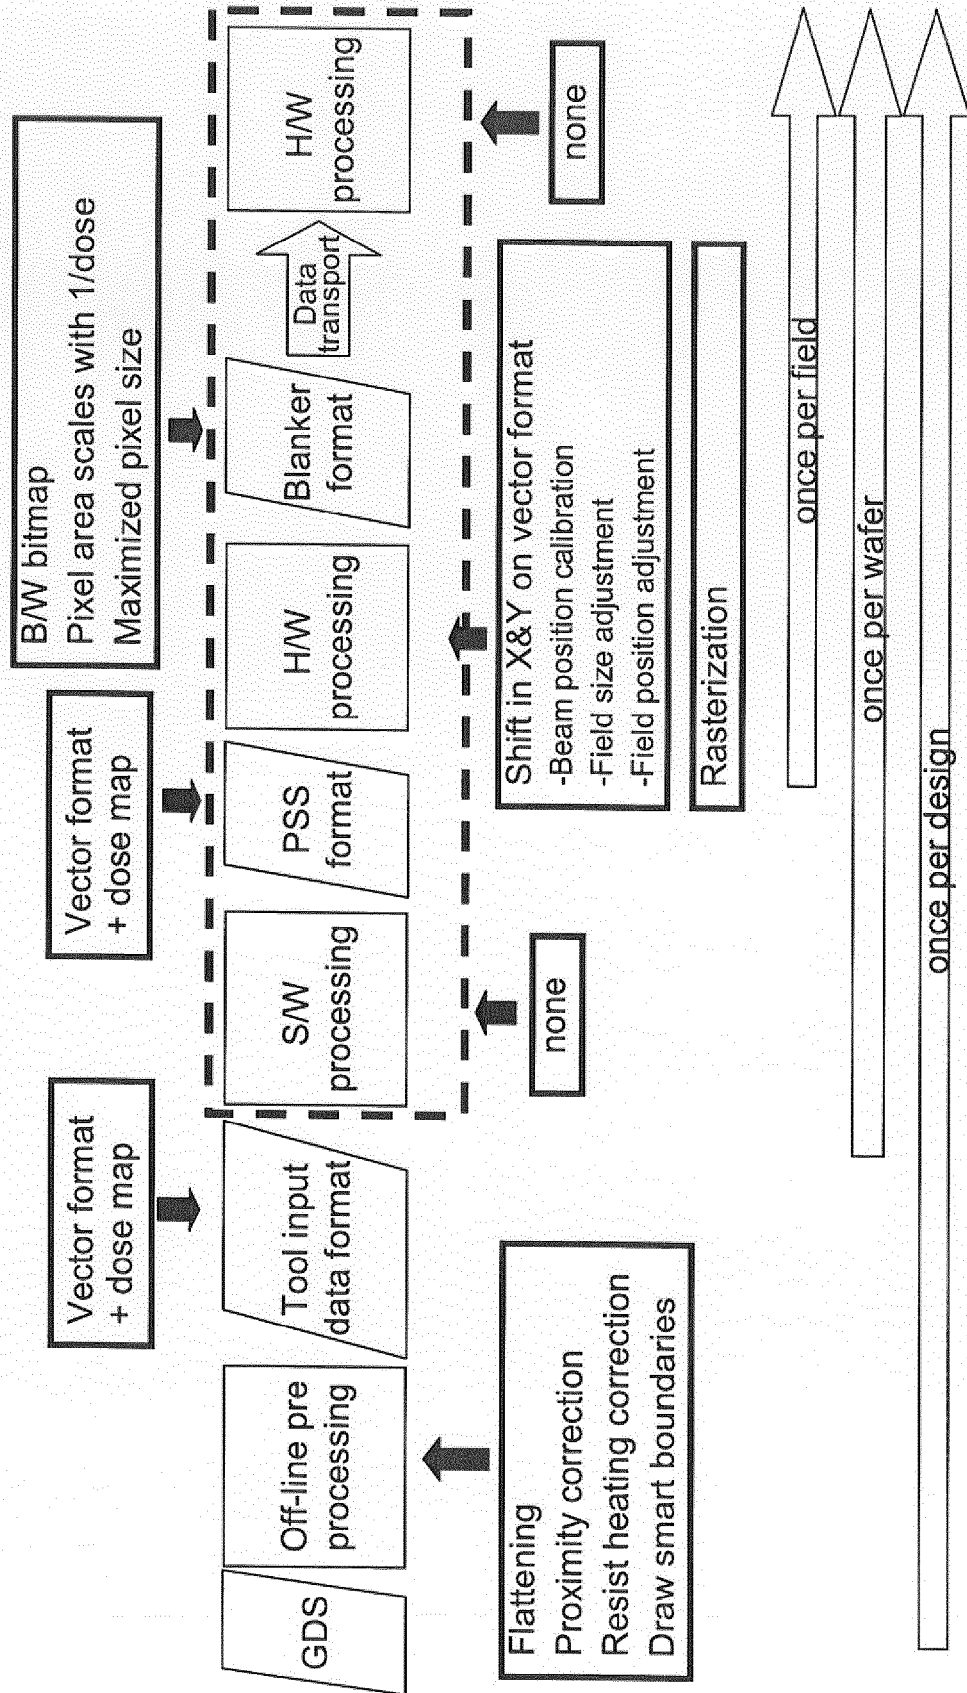 Vector format
+ dose map
Vector format
+ dose map
B/W bitmap
Pixel area scales with 1/dose
Maximized pixel size
GDS
Off-line pre
processing
Tool input
data format
S/W
processing
PSS
format
H/W
processing
Blanker
format
Data
transport
H/W
processing
Flattening
Proximity correction
Resist heating correction
Draw smart boundaries
none
Shift in X&Y on vector format
-Beam position calibration
-Field size adjustment
-Field position adjustment
Rasterization
none
once per field
once per wafer
once per design